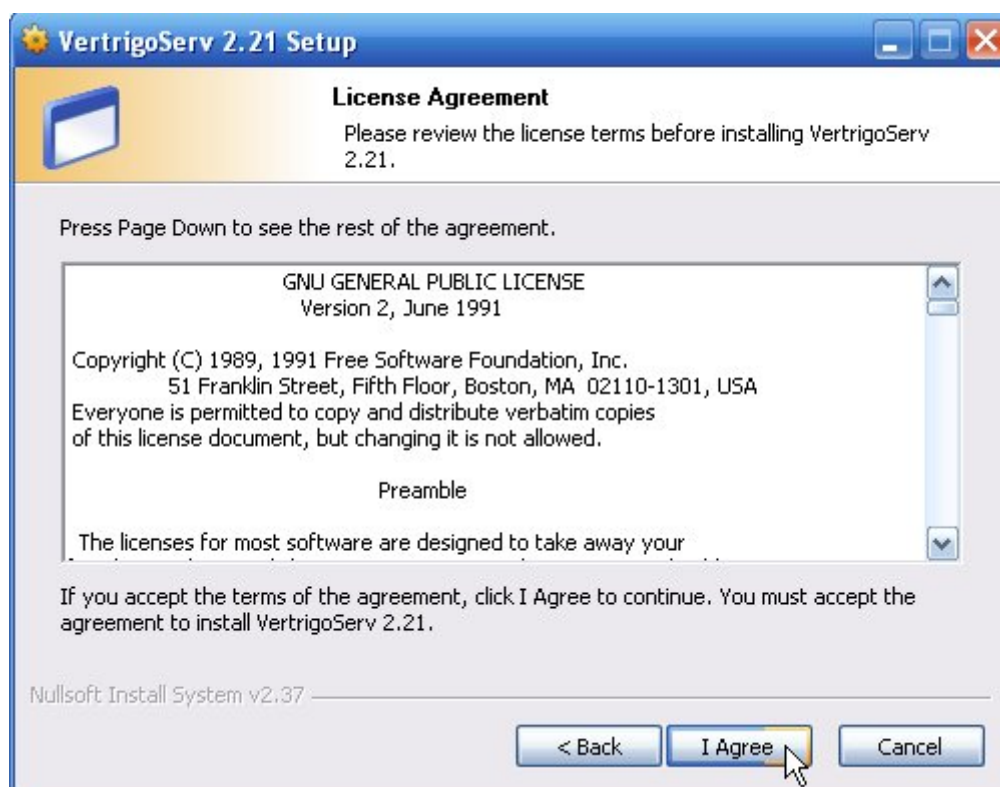 VertrigoServ 2.21 Setup
License Agreement
Please review the license terms before installing VertrigoServ
2.21.
Press Page Down to see the rest of the agreement.
GNU GENERAL PUBLIC LICENSE
Version 2, June 1991
Copyright (C) 1989, 1991 Free Software Foundation, Inc.
51 Franklin Street, Fifth Floor, Boston, MA  02110-1301, USA
Everyone is permitted to copy and distribute verbatim copies
of this license document, but changing it is not allowed.
Preamble
The licenses for most software are designed to take away your
If you accept the terms of the agreement, click I Agree to continue. You must accept the
agreement to install VertrigoServ 2.21.
Nullsoft Install System v2.37
< Back
I Agree
Cancel